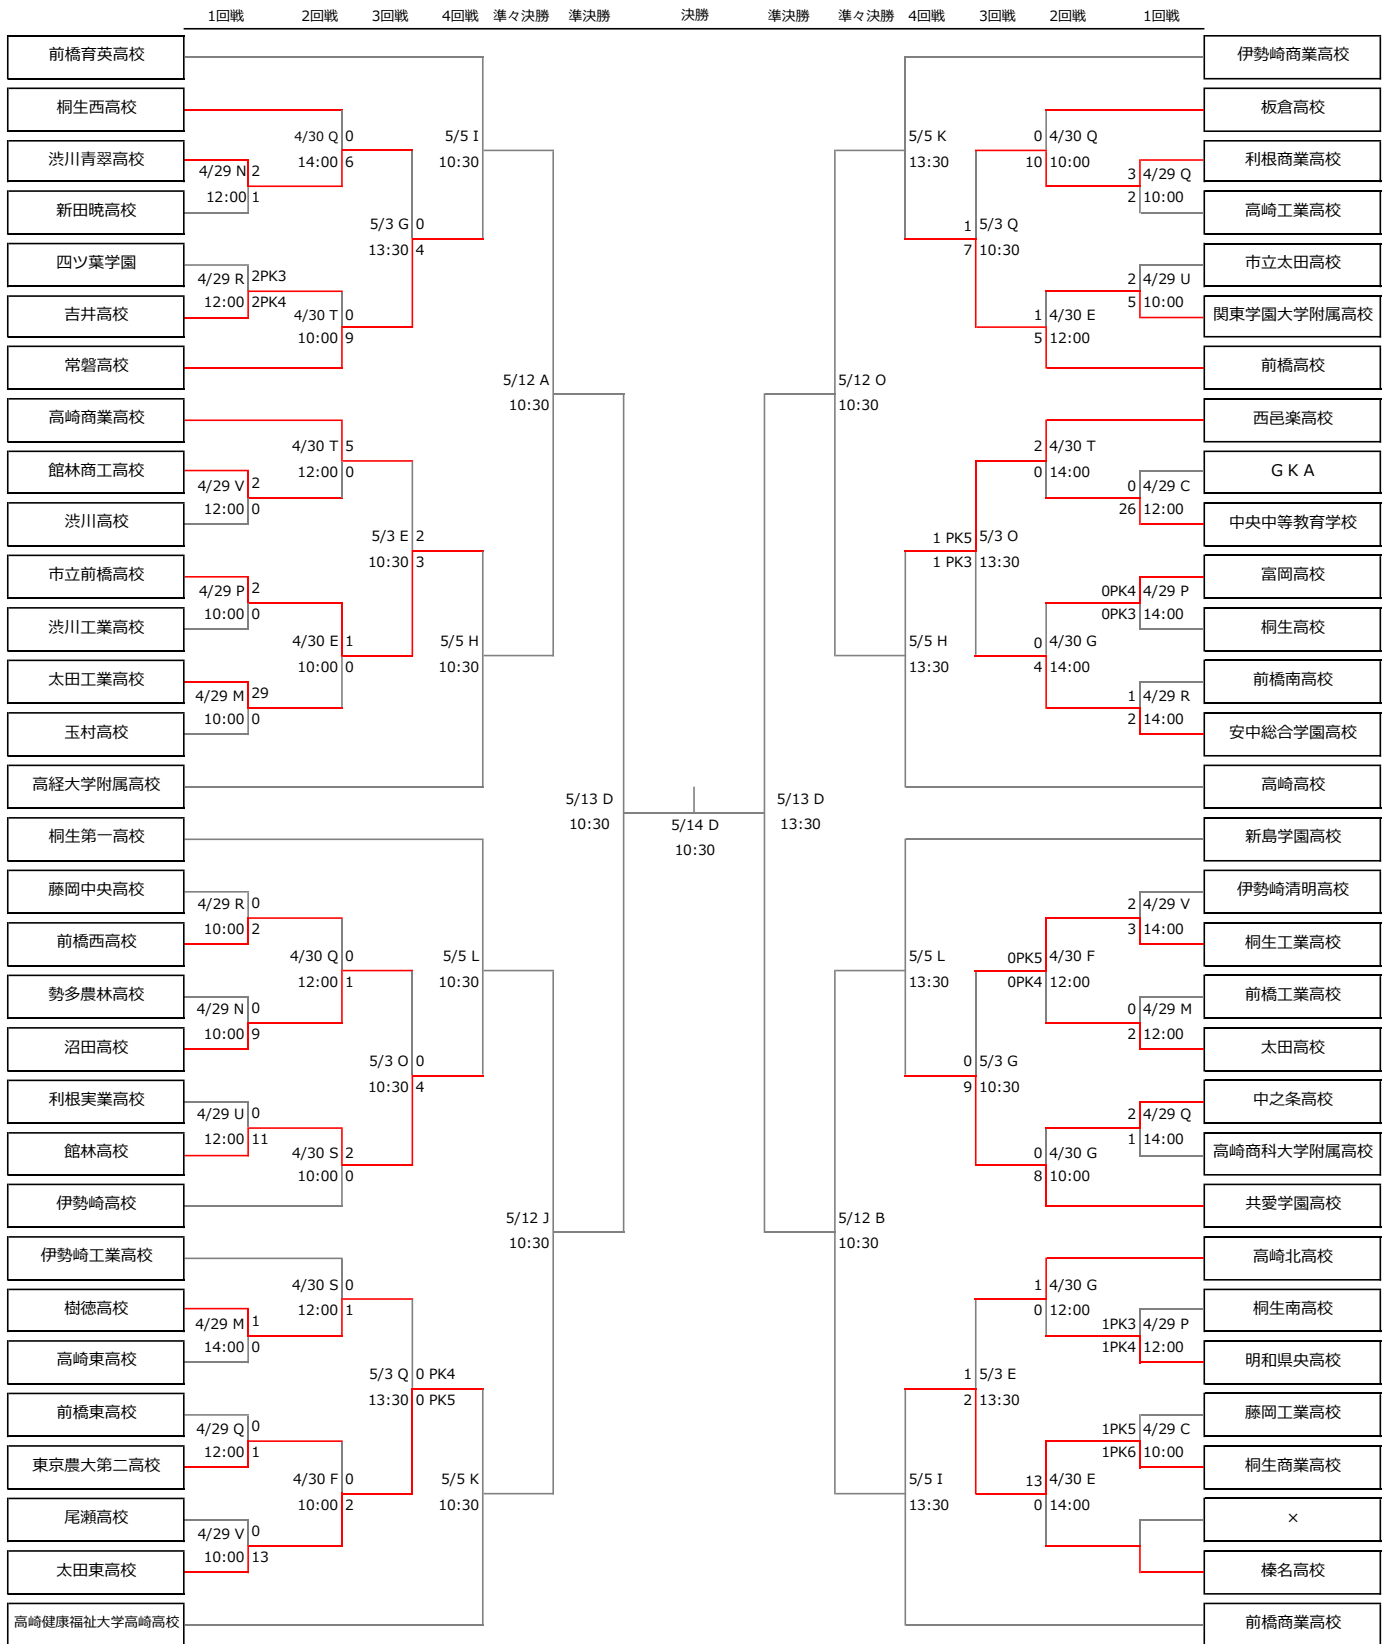 1回戦 2回戦 3回戦 4回戦 準々決勝 準決勝 決勝 準決勝 準々決勝 4回戦 3回戦 2回戦 1回戦
前橋育英高校
桐生西高校
渋川青翠高校
新田暁高校
四ツ葉学園
吉井高校
常磐高校
高崎商業高校
館林商工高校
渋川高校
市立前橋高校
渋川工業高校
太田工業高校
玉村高校
高経大学附属高校
桐生第一高校
藤岡中央高校
前橋西高校
勢多農林高校
沼田高校
利根実業高校
館林高校
伊勢崎高校
伊勢崎工業高校
樹徳高校
高崎東高校
前橋東高校
東京農大第二高校
尾瀬高校
太田東高校
高崎健康福祉大学高崎高校
4/29 N 2
12:00 1
4/29 R 2PK3
12:00 2PK4
4/29 V 2
12:00 0
4/29 P 2
10:00 0
4/29 M 29
10:00 0
4/29 R 0
10:00 2
4/29 N 0
10:00 9
4/29 U 0
12:00 11
4/29 M 1
14:00 0
4/29 Q 0
12:00 1
4/29 V 0
10:00 13
4/30 Q 0
14:00 6
4/30 T 0
10:00 9
4/30 T 5
12:00 0
4/30 E 1
10:00 0
4/30 Q 0
12:00 1
4/30 S 2
10:00 0
4/30 S 0
12:00 1
4/30 F 0
10:00 2
5/3 G 0
13:30 4
5/3 E 2
10:30 3
5/3 O 0
10:30 4
5/3 Q 0 PK4
13:30 0 PK5
5/5 I
10:30
5/5 H
10:30
5/5 L
10:30
5/5 K
10:30
5/12 A
10:30
5/12 J
10:30
5/13 D
10:30
5/14 D
10:30
5/13 D
13:30
5/12 O
10:30
5/12 B
10:30
5/5 K
13:30
5/5 H
13:30
5/5 L
13:30
5/5 I
13:30
1 5/3 Q
7 10:30
1 PK5 5/3 O
1 PK3 13:30
0 5/3 G
9 10:30
1 5/3 E
2 13:30
0 4/30 Q
10 10:00
1 4/30 E
5 12:00
2 4/30 T
0 14:00
0 4/30 G
4 14:00
0PK5 4/30 F
0PK4 12:00
0 4/30 G
8 10:00
1 4/30 G
0 12:00
13 4/30 E
0 14:00
3 4/29 Q
2 10:00
2 4/29 U
5 10:00
0 4/29 C
26 12:00
0PK4 4/29 P
0PK3 14:00
1 4/29 R
2 14:00
2 4/29 V
3 14:00
0 4/29 M
2 12:00
2 4/29 Q
1 14:00
1PK3 4/29 P
1PK4 12:00
1PK5 4/29 C
1PK6 10:00
伊勢崎商業高校
板倉高校
利根商業高校
高崎工業高校
市立太田高校
関東学園大学附属高校
前橋高校
西邑楽高校
ＧＫＡ
中央中等教育学校
富岡高校
桐生高校
前橋南高校
安中総合学園高校
高崎高校
新島学園高校
伊勢崎清明高校
桐生工業高校
前橋工業高校
太田高校
中之条高校
高崎商科大学附属高校
共愛学園高校
高崎北高校
桐生南高校
明和県央高校
藤岡工業高校
桐生商業高校
×
榛名高校
前橋商業高校